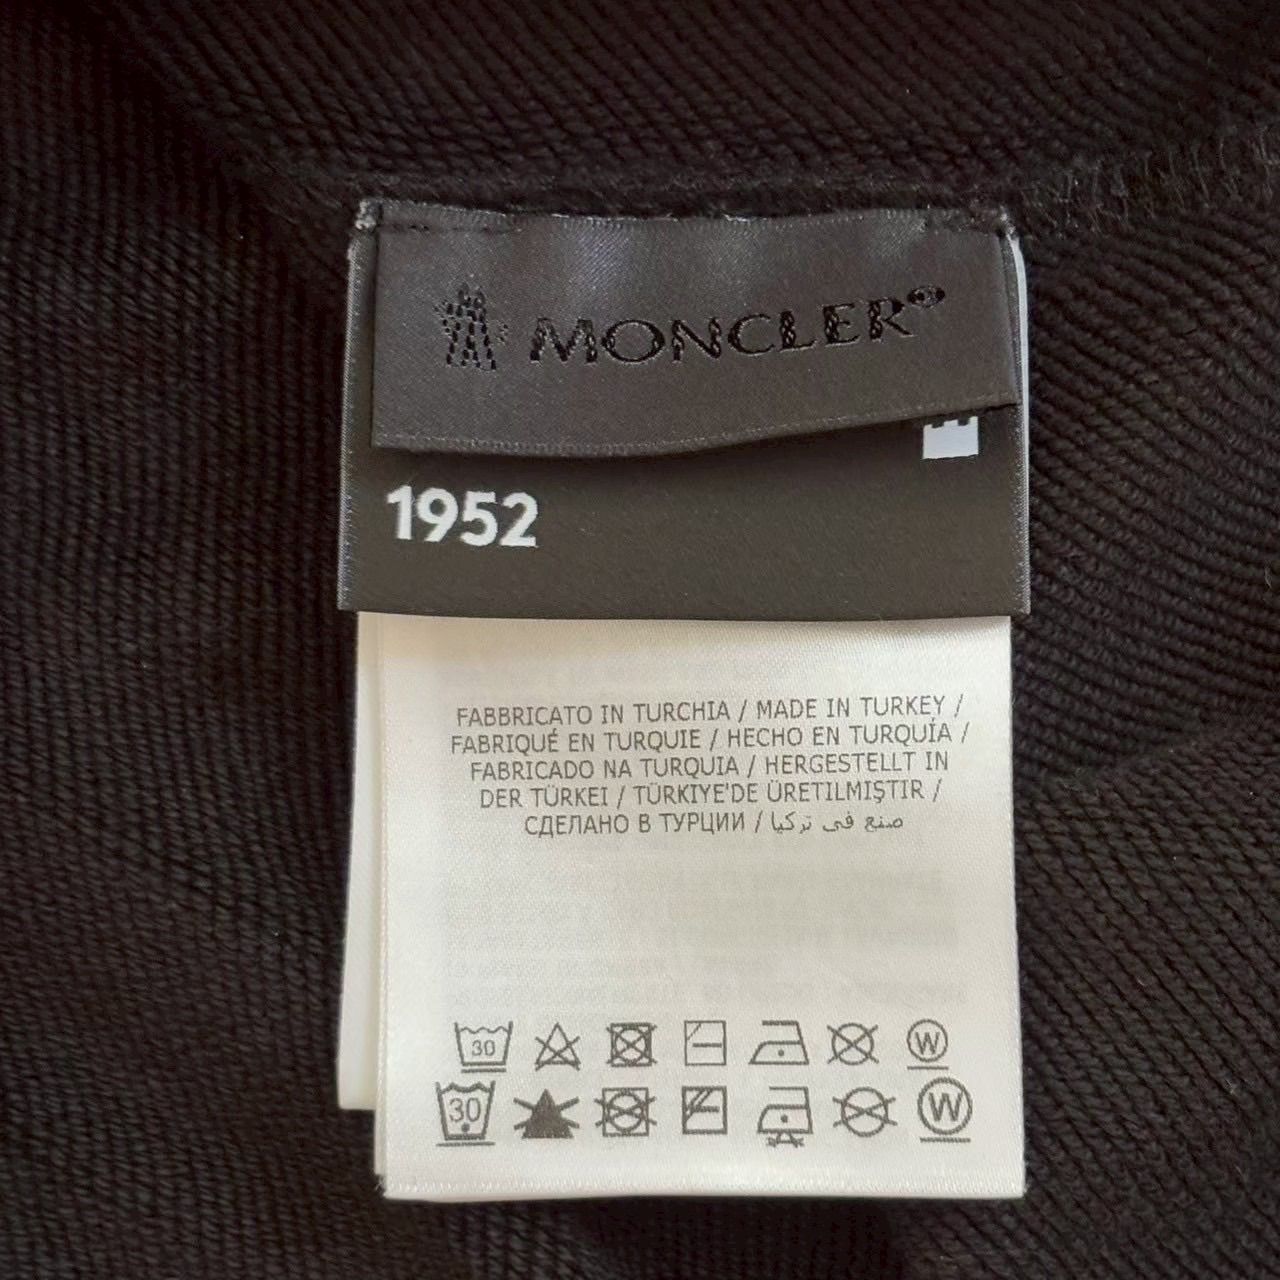 MONCLER®
1952
FABBRICATO IN TURCHIA / MADE IN TURKEY /
FABRIQUÉ EN TURQUIE / HECHO EN TURQUÍA /
FABRICADO NA TURQUIA / HERGESTELLT IN
DER TÜRKEI / TÜRKIYE'DE ÜRETILMIŞTIR /
СДЕЛАНО В ТУРЦИИ / صنع في تركيا
30 W
30 W